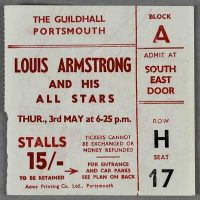 THE GUILDHALL
PORTSMOUTH
LOUIS ARMSTRONG
AND HIS
ALL STARS
THUR., 3rd MAY at 6-25 p.m.
STALLS
15/-
TO BE RETAINED
TICKETS CANNOT
BE EXCHANGED OR
MONEY REFUNDED
FOR ENTRANCE
AND CAR PARKS
SEE PLAN ON BACK
Acme Printing Co. Ltd., Portsmouth
BLOCK
A
ADMIT AT
SOUTH
EAST
DOOR
ROW
H
SEAT
17